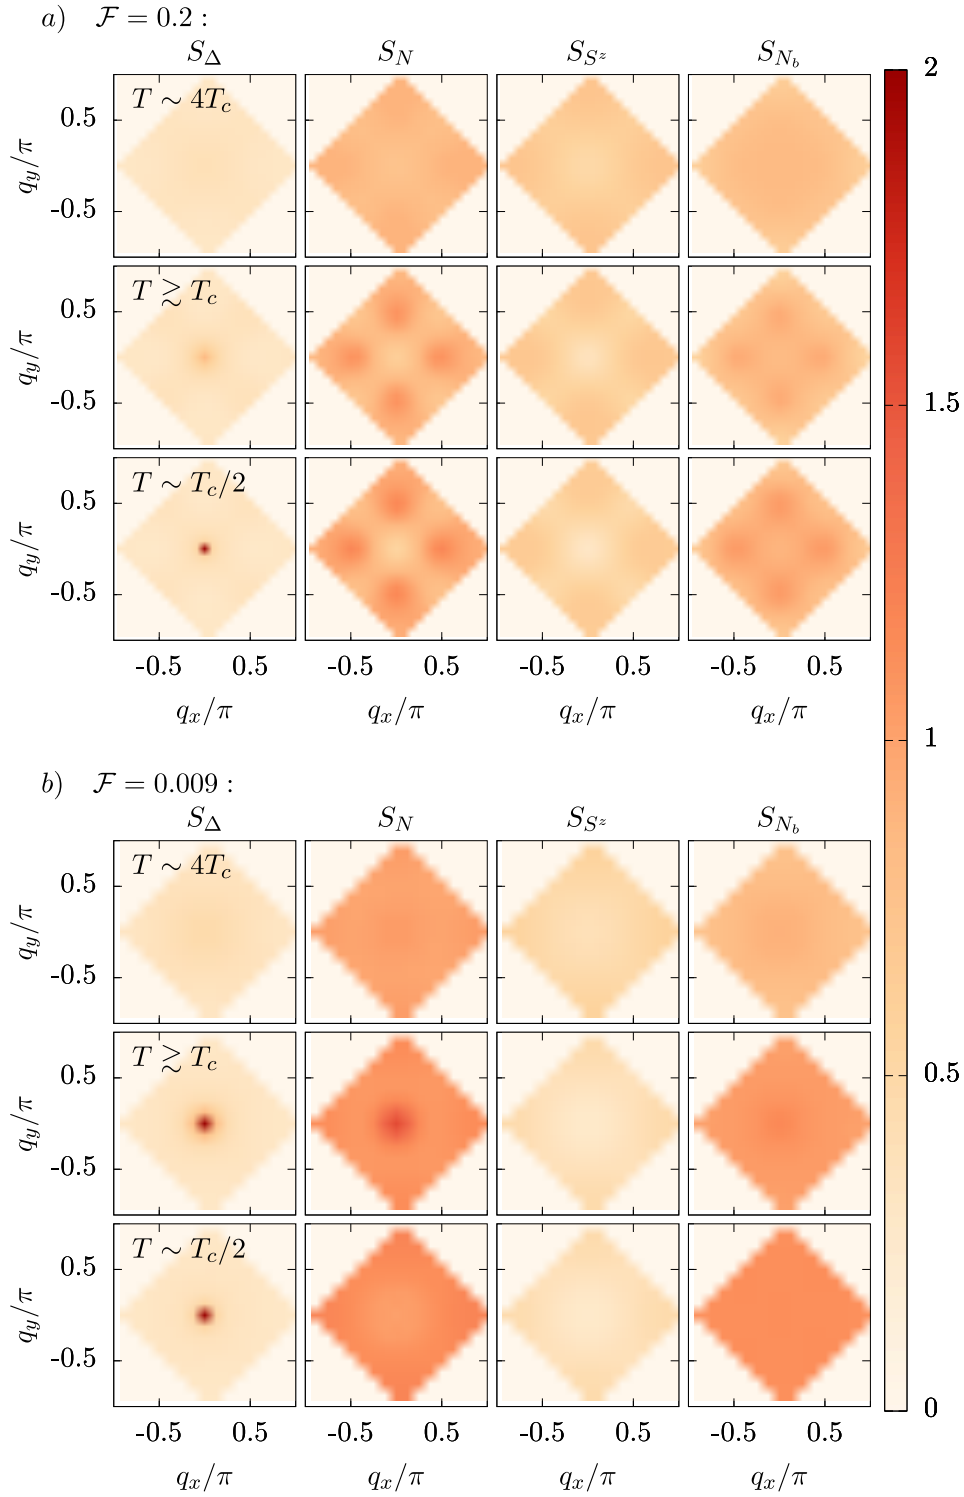 a) ℱ = 0.2 :
S_Δ S_N S_{S^z} S_{N_b}
2
T ∼ 4T_c
0.5
q_y/π
-0.5
T ≳ T_c
0.5
q_y/π
-0.5
1.5
T ∼ T_c/2
0.5
q_y/π
-0.5
-0.5 0.5 -0.5 0.5 -0.5 0.5 -0.5 0.5
q_x/π q_x/π q_x/π q_x/π
1
b) ℱ = 0.009 :
S_Δ S_N S_{S^z} S_{N_b}
T ∼ 4T_c
0.5
q_y/π
-0.5
T ≳ T_c
0.5
0.5
q_y/π
-0.5
T ∼ T_c/2
0.5
q_y/π
-0.5
0
-0.5 0.5 -0.5 0.5 -0.5 0.5 -0.5 0.5
q_x/π q_x/π q_x/π q_x/π